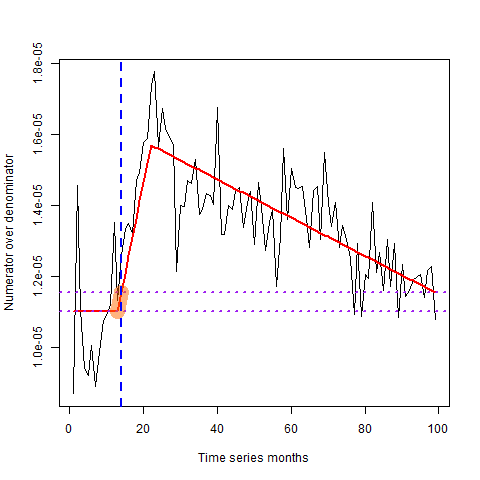 Numerator over denominator
1.8e-05
1.6e-05
1.4e-05
1.2e-05
1.0e-05
0 20 40 60 80 100
Time series months